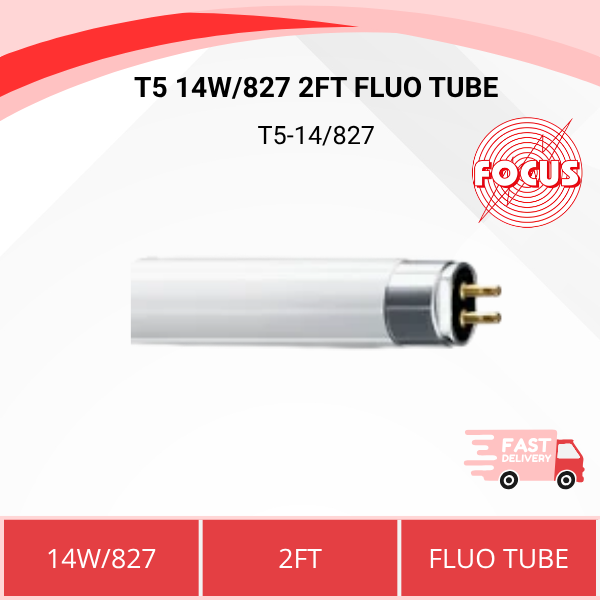 T5 14W/827 2FT FLUO TUBE
T5-14/827
FOCUS
FAST
DELIVERY
14W/827
2FT
FLUO TUBE